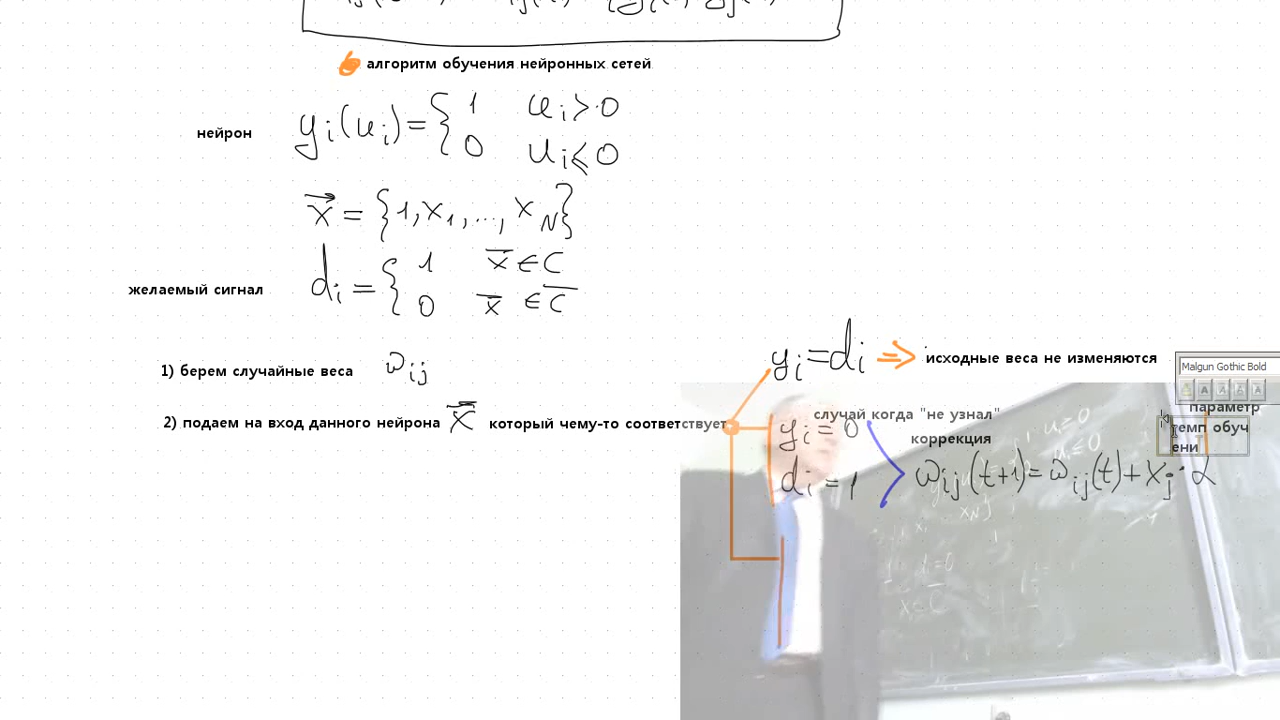 алгоритм обучения нейронных сетей
нейрон yᵢ(uᵢ) = { 1 uᵢ > 0
0 uᵢ ⩽ 0
x⃗ = {1, x₁, ..., x_N}
желаемый сигнал dᵢ = { 1 x̄ ∈ C
0 x̄ ∈ C̅
1) берем случайные веса ωᵢⱼ
yᵢ = dᵢ => исходные веса не изменяются
Malgun Gothic Bold
2) подаем на вход данного нейрона x̄ который чему-то соответствует
случай когда "не узнал"
yᵢ = 0
dᵢ = 1
коррекция
ωᵢⱼ(t+1) = ωᵢⱼ(t) + xⱼ · α
параметр
темп обуч
ени